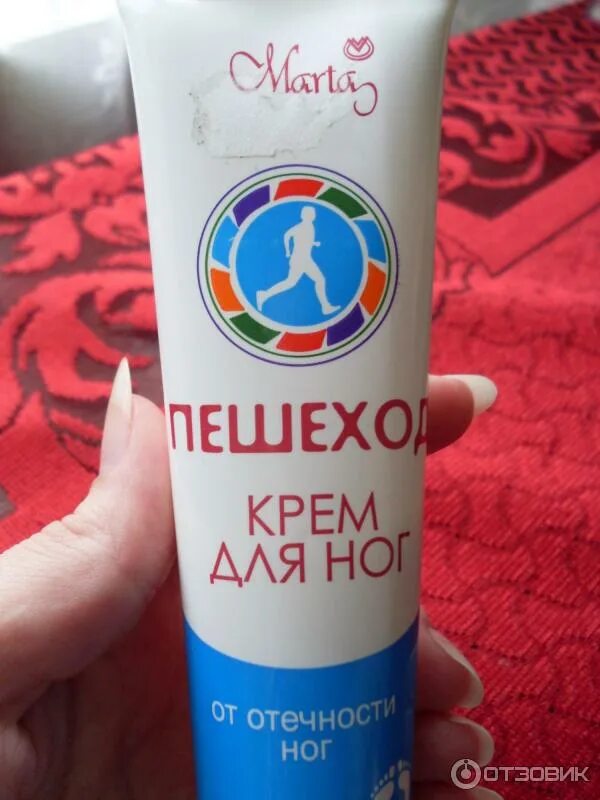 Marta
ПЕШЕХОД
КРЕМ
ДЛЯ НОГ
от отечности
ног
ОТЗОВИК